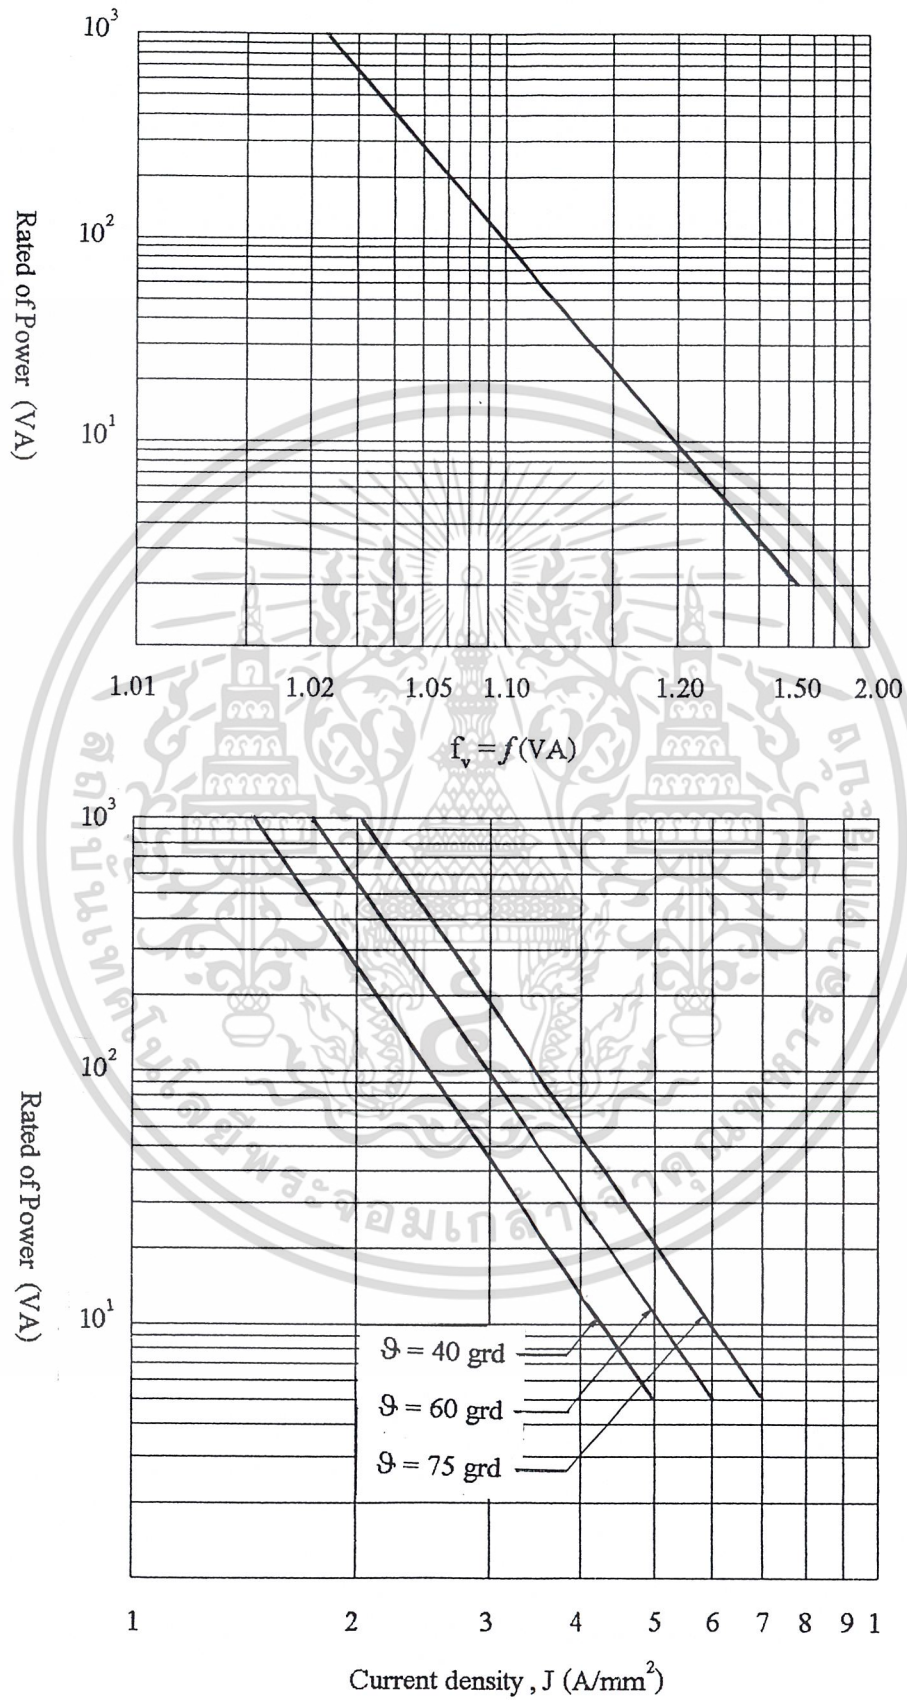 10³
10²
10¹
Rated of Power (VA)
1.01 1.02 1.05 1.10 1.20 1.50 2.00
fᵥ = f(VA)
10³
10²
10¹
Rated of Power (VA)
ϑ = 40 grd
ϑ = 60 grd
ϑ = 75 grd
1 2 3 4 5 6 7 8 9 1
Current density , J (A/mm²)